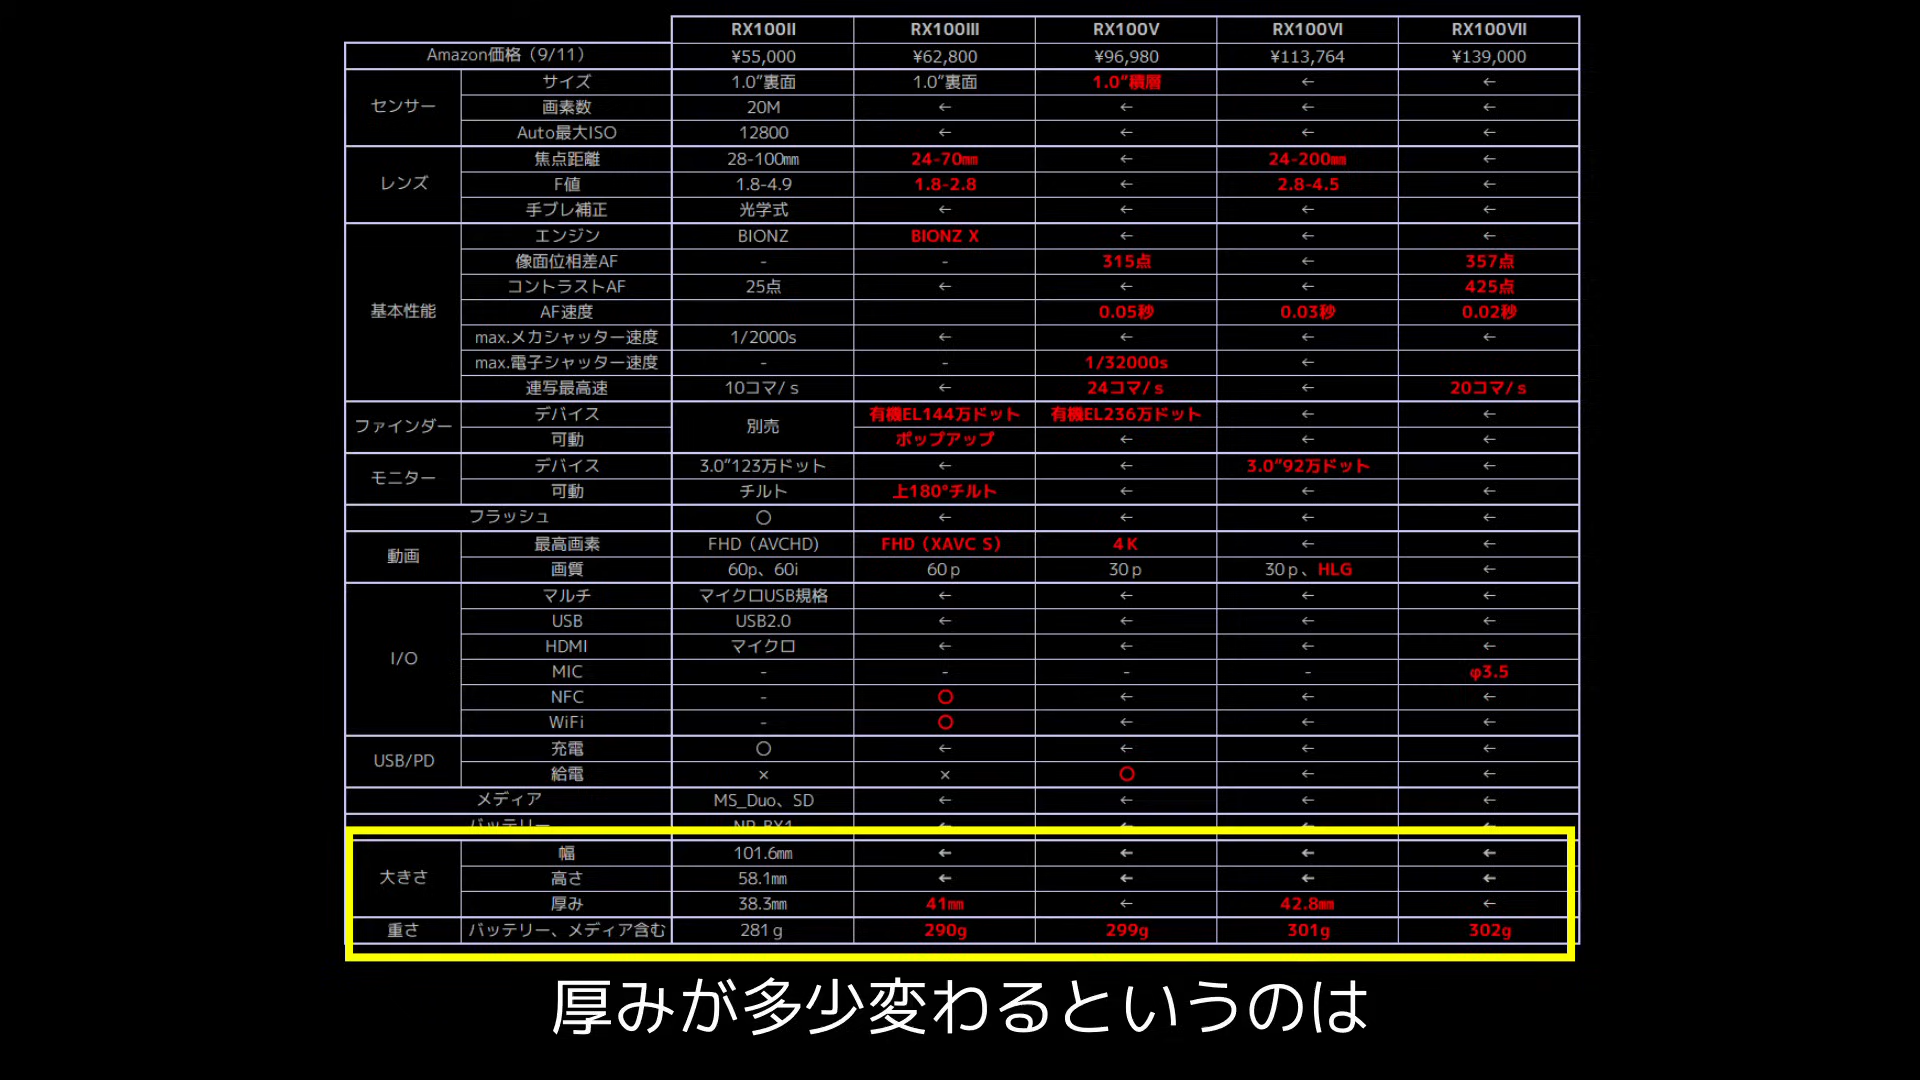 RX100II RX100III RX100V RX100VI RX100VII
Amazon価格（9/11） ¥55,000 ¥62,800 ¥96,980 ¥113,764 ¥139,000
センサー サイズ 1.0”裏面 1.0”裏面 1.0”積層 ← ←
画素数 20M ← ← ← ←
Auto最大ISO 12800 ← ← ← ←
レンズ 焦点距離 28-100㎜ 24-70㎜ ← 24-200㎜ ←
F値 1.8-4.9 1.8-2.8 ← 2.8-4.5 ←
手ブレ補正 光学式 ← ← ← ←
基本性能 エンジン BIONZ BIONZ X ← ← ←
像面位相差AF - - 315点 ← 357点
コントラストAF 25点 ← ← ← 425点
AF速度 0.05秒 0.03秒 0.02秒
max.メカシャッター速度 1/2000s ← ← ← ←
max.電子シャッター速度 - - 1/32000s ←
連写最高速 10コマ/ｓ ← 24コマ/ｓ ← 20コマ/ｓ
ファインダー デバイス 別売 有機EL144万ドット 有機EL236万ドット ← ←
可動 ポップアップ ← ← ←
モニター デバイス 3.0”123万ドット ← ← 3.0”92万ドット ←
可動 チルト 上180°チルト ← ← ←
フラッシュ 〇 ← ← ← ←
動画 最高画素 FHD（AVCHD) FHD（XAVC S） 4Ｋ ← ←
画質 60p、60i 60ｐ 30ｐ 30ｐ、HLG ←
I/O マルチ マイクロUSB規格 ← ← ← ←
USB USB2.0 ← ← ← ←
HDMI マイクロ ← ← ← ←
MIC - - - - φ3.5
NFC - 〇 ← ← ←
WiFi - 〇 ← ← ←
USB/PD 充電 〇 ← ← ← ←
給電 × × 〇 ← ←
メディア MS_Duo、SD ← ← ← ←
バッテリー NP-BX1 ← ← ← ←
大きさ 幅 101.6㎜ ← ← ← ←
高さ 58.1㎜ ← ← ← ←
厚み 38.3㎜ 41㎜ ← 42.8㎜ ←
重さ バッテリー、メディア含む 281ｇ 290g 299g 301g 302g
厚みが多少変わるというのは